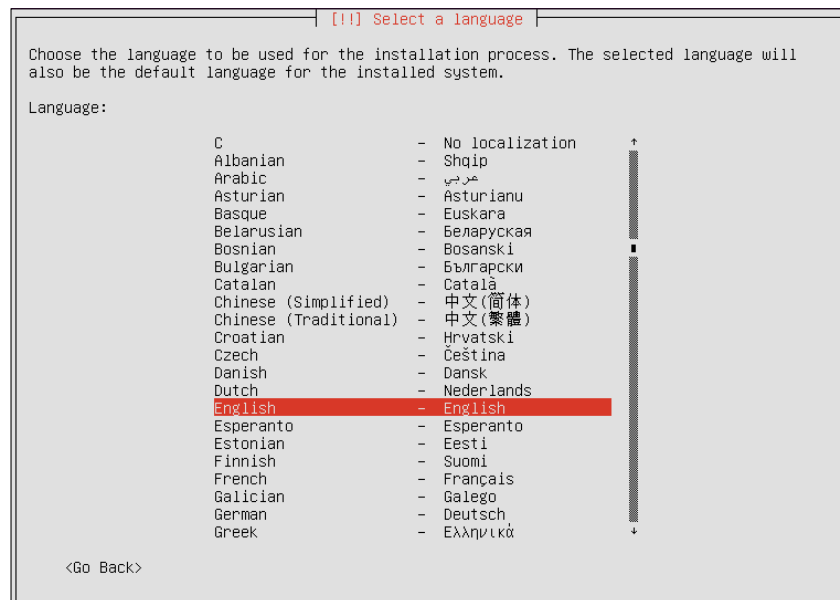 [!!] Select a language
Choose the language to be used for the installation process. The selected language will
also be the default language for the installed system.
Language:
C - No localization
Albanian - Shqip
Arabic - عربي
Asturian - Asturianu
Basque - Euskara
Belarusian - Беларуская
Bosnian - Bosanski
Bulgarian - Български
Catalan - Català
Chinese (Simplified) - 中文(简体)
Chinese (Traditional) - 中文(繁體)
Croatian - Hrvatski
Czech - Čeština
Danish - Dansk
Dutch - Nederlands
English - English
Esperanto - Esperanto
Estonian - Eesti
Finnish - Suomi
French - Français
Galician - Galego
German - Deutsch
Greek - Ελληνικά
<Go Back>